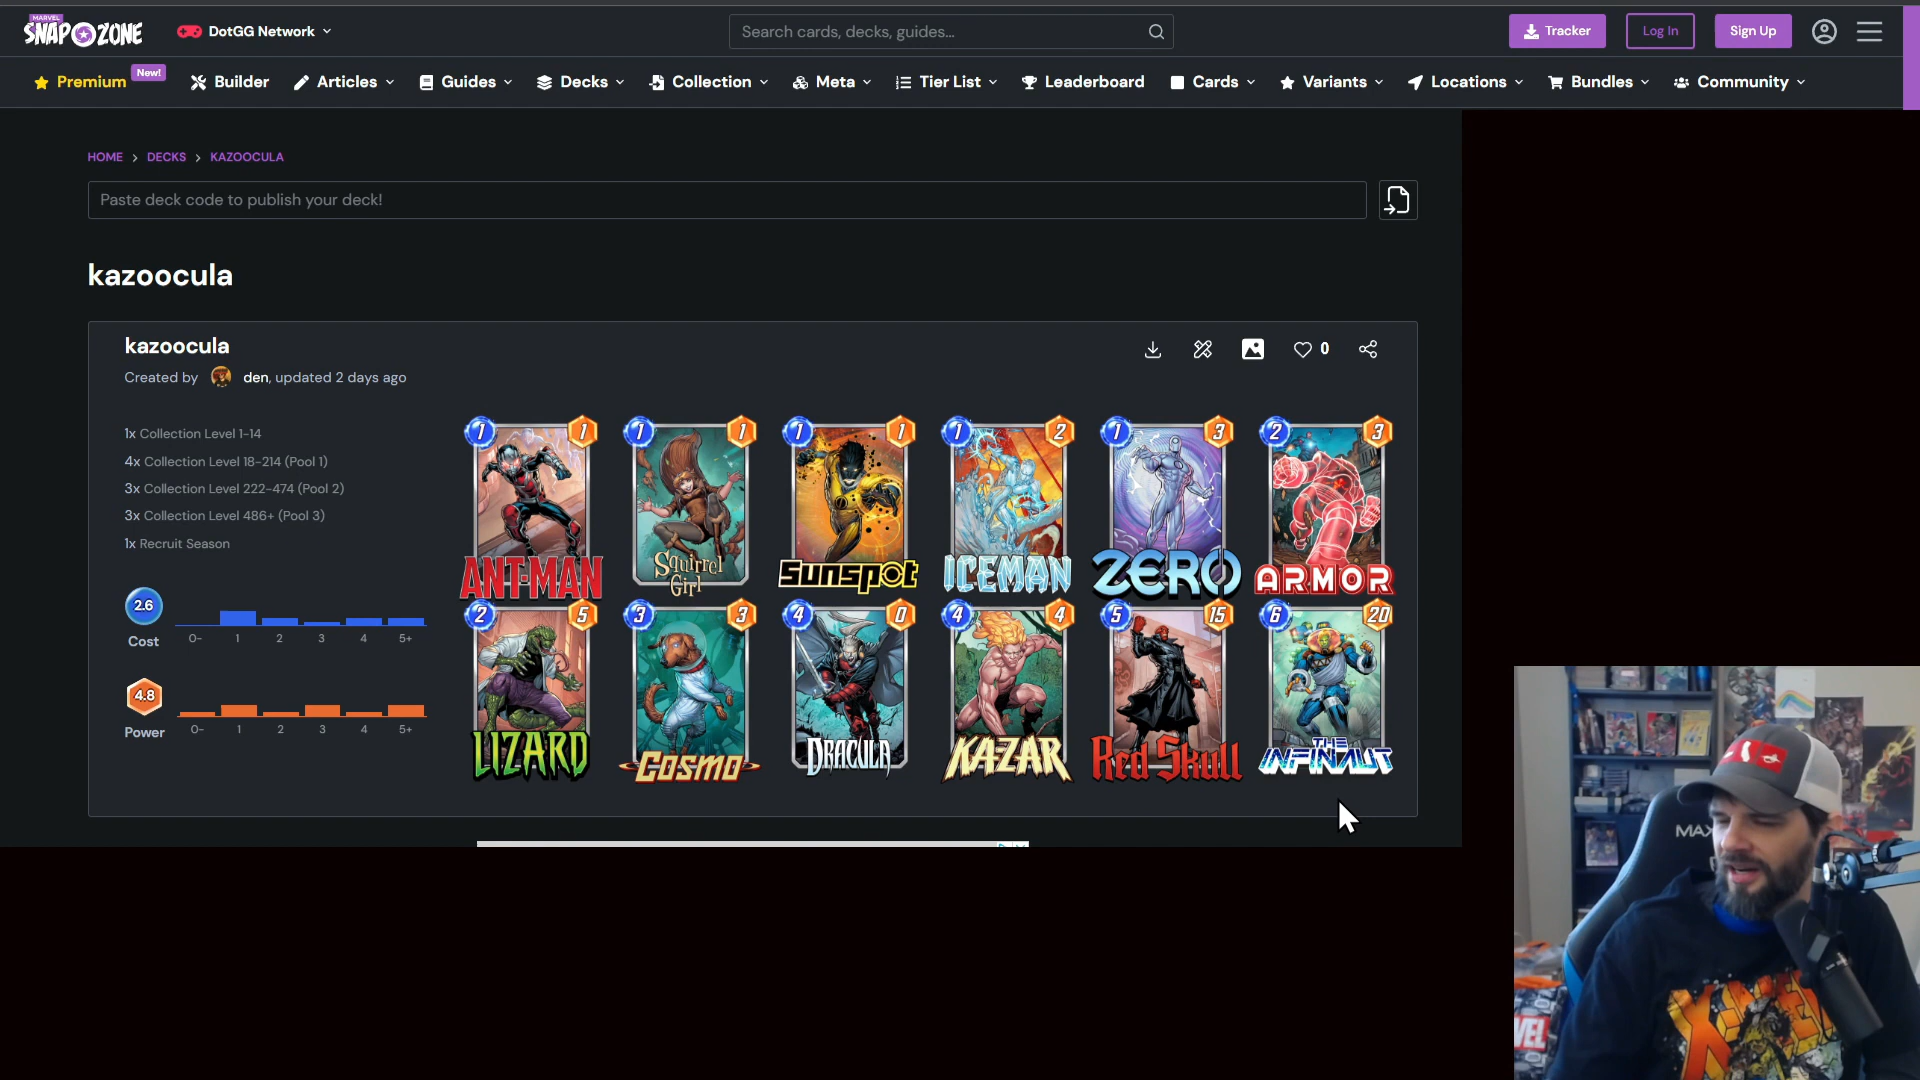 MARVEL
SNAP ZONE
DotGG Network
Search cards, decks, guides...
Tracker
Log In
Sign Up
Premium
New!
Builder
Articles
Guides
Decks
Collection
Meta
Tier List
Leaderboard
Cards
Variants
Locations
Bundles
Community
HOME > DECKS > KAZOOCULA
Paste deck code to publish your deck!
kazoocula
kazoocula
Created by den, updated 2 days ago
0
1x Collection Level 1-14
4x Collection Level 18-214 (Pool 1)
3x Collection Level 222-474 (Pool 2)
3x Collection Level 486+ (Pool 3)
1x Recruit Season
2.6
Cost
0- 1 2 3 4 5+
4.8
Power
0- 1 2 3 4 5+
1 1 1 1 1 1 1 2 1 3 2 3
ANT-MAN
Squirrel
Girl
Sunspot
ICEMAN
ZERO
ARMOR
2 5 3 3 4 0 4 4 5 15 6 20
LIZARD
Cosmo
DRACULA
KA-ZAR
Red Skull
THE
INFINAUT
MAX
VEL